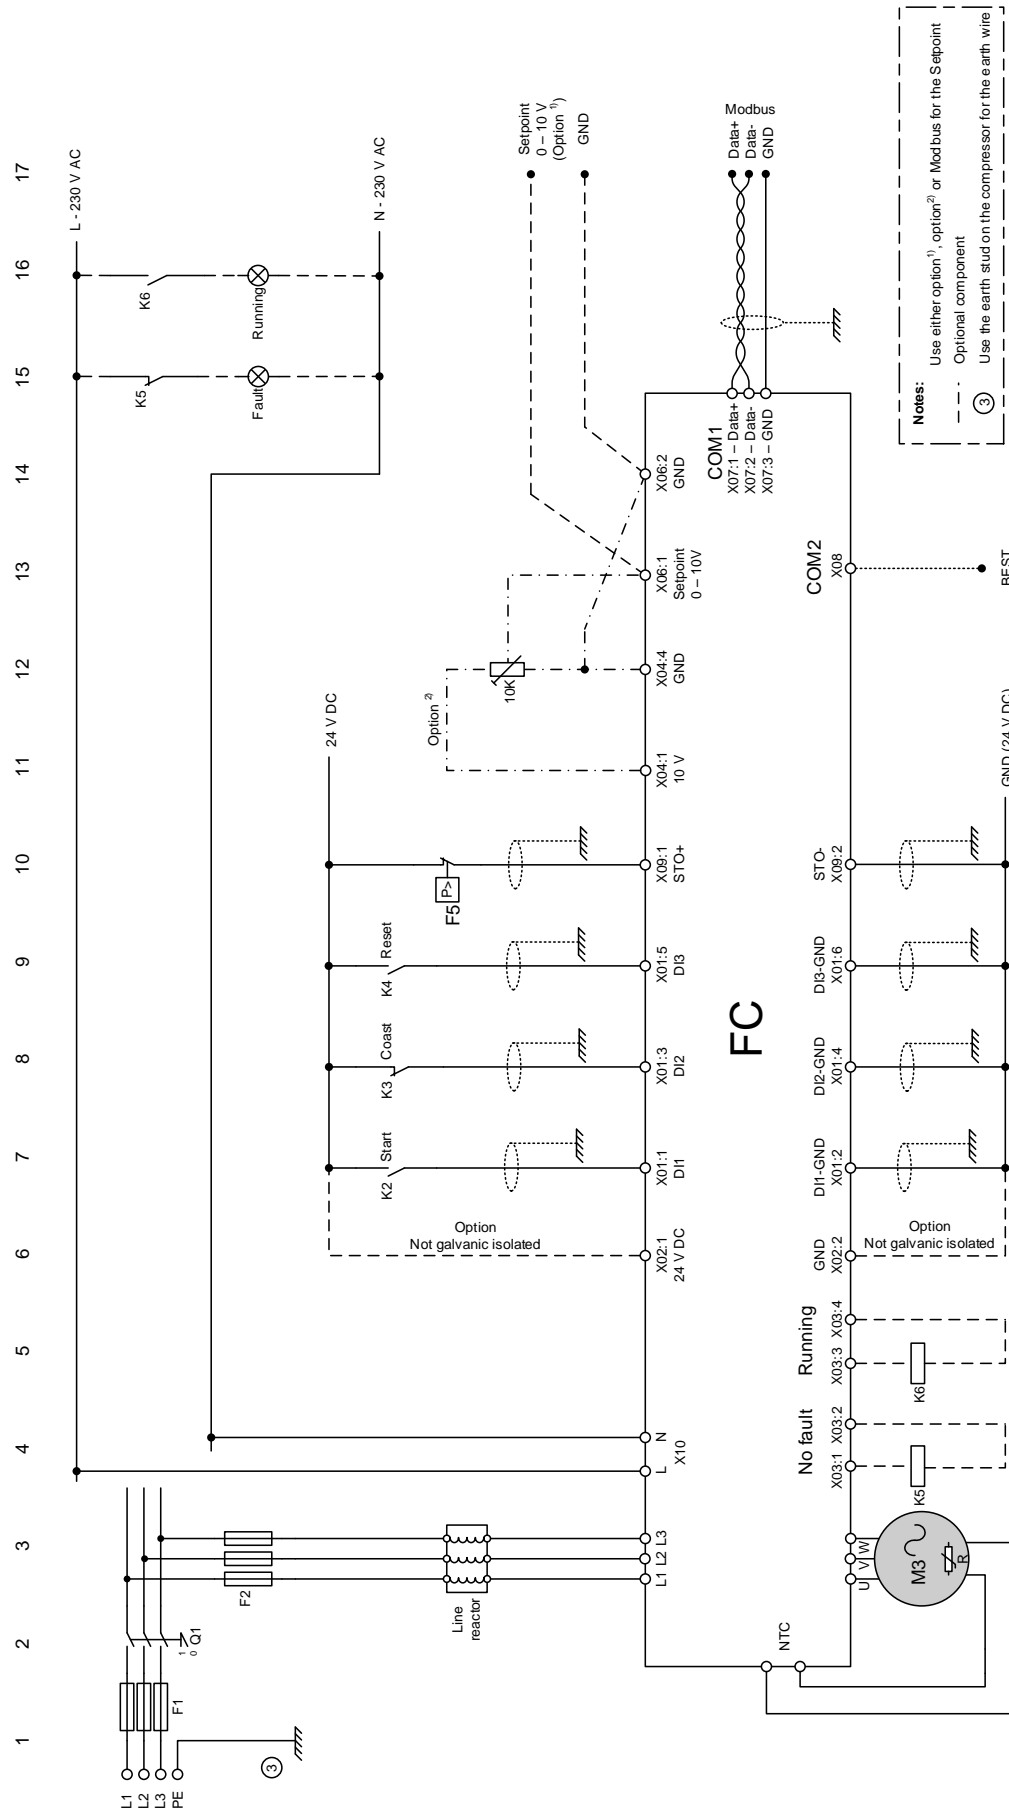 1
2
3
4
5
6
7
8
9
10
11
12
13
14
15
16
17
L - 230 V AC
N - 230 V AC
K5
Fault
K6
Running
L1
L2
L3
PE
F1
1
0
Q1
3
F2
Line
reactor
24 V DC
K2
Start
K3
Coast
K4
Reset
F5
P>
Option
Not galvanic isolated
Option 2)
10K
Setpoint
0 – 10 V
(Option 1))
GND
L1
L2
L3
L
N
X10
X02:1
24 V DC
X01:1
DI1
X01:3
DI2
X01:5
DI3
X09:1
STO+
X04:1
10 V
X04:4
GND
X06:1
Setpoint
0 – 10V
X06:2
GND
FC
NTC
COM1
X07:1 – Data+
X07:2 – Data-
X07:3 – GND
Modbus
Data+
Data-
GND
U
V
W
No fault
X03:1
X03:2
Running
X03:3
X03:4
GND
X02:2
DI1-GND
X01:2
DI2-GND
X01:4
DI3-GND
X01:6
STO-
X09:2
COM2
X08
M3
R
K5
K6
Option
Not galvanic isolated
GND (24 V DC)
BEST
Notes:
Use either option1), option2) or Modbus for the Setpoint
Optional component
3
Use the earth stud on the compressor for the earth wire